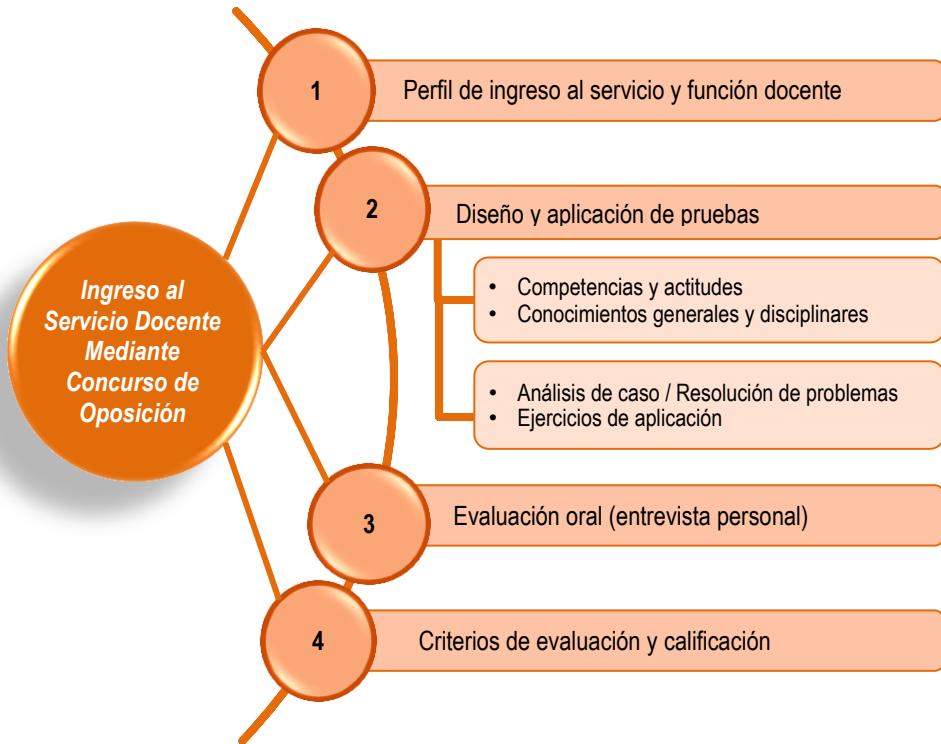 Ingreso al
Servicio Docente
Mediante
Concurso de
Oposición
1
Perfil de ingreso al servicio y función docente
2
Diseño y aplicación de pruebas
• Competencias y actitudes
• Conocimientos generales y disciplinares
• Análisis de caso / Resolución de problemas
• Ejercicios de aplicación
3
Evaluación oral (entrevista personal)
4
Criterios de evaluación y calificación